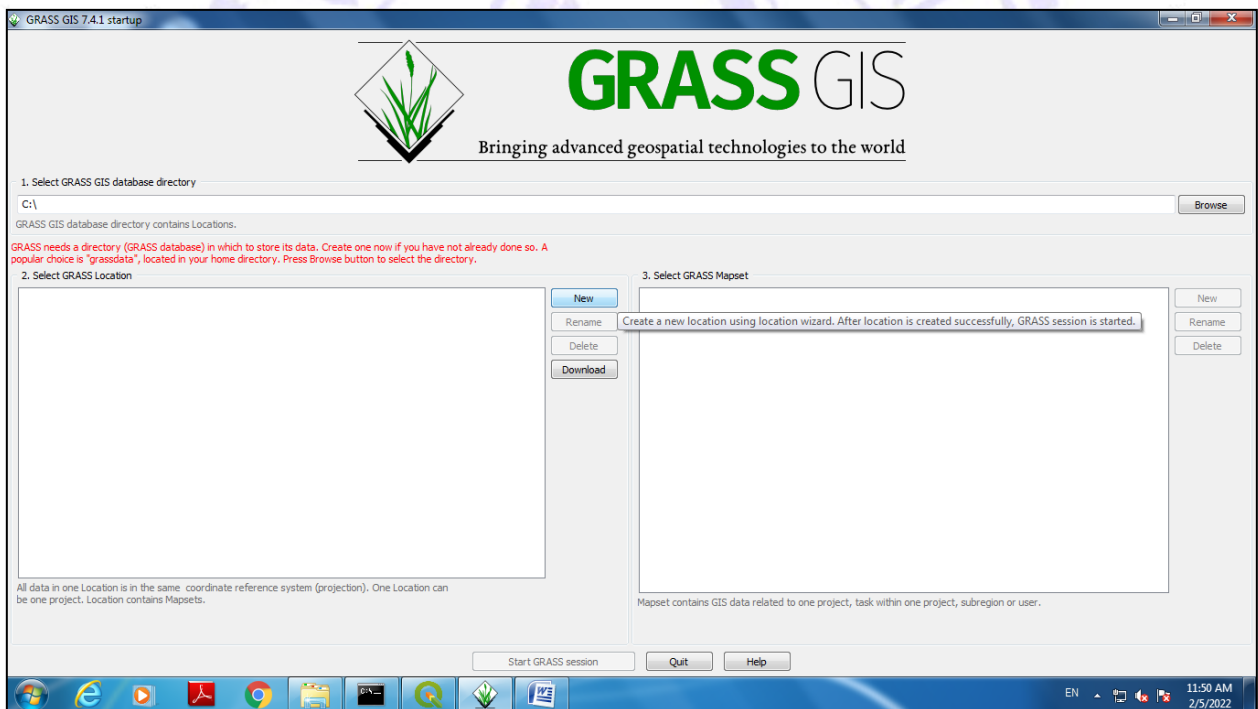 GRASS GIS 7.4.1 startup
GRASS GIS
Bringing advanced geospatial technologies to the world
1. Select GRASS GIS database directory
C:\
Browse
GRASS GIS database directory contains Locations.
GRASS needs a directory (GRASS database) in which to store its data. Create one now if you have not already done so. A
popular choice is "grassdata", located in your home directory. Press Browse button to select the directory.
2. Select GRASS Location
3. Select GRASS Mapset
New
New
Rename
Create a new location using location wizard. After location is created successfully, GRASS session is started.
Rename
Delete
Delete
Download
All data in one Location is in the same coordinate reference system (projection). One Location can
be one project. Location contains Mapsets.
Mapset contains GIS data related to one project, task within one project, subregion or user.
Start GRASS session
Quit
Help
C:\
EN
11:50 AM
2/5/2022